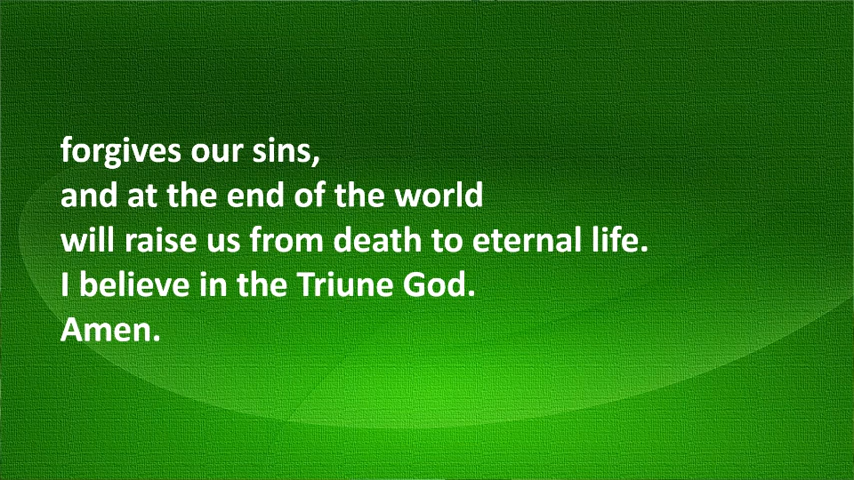 forgives our sins,
and at the end of the world
will raise us from death to eternal life.
I believe in the Triune God.
Amen.